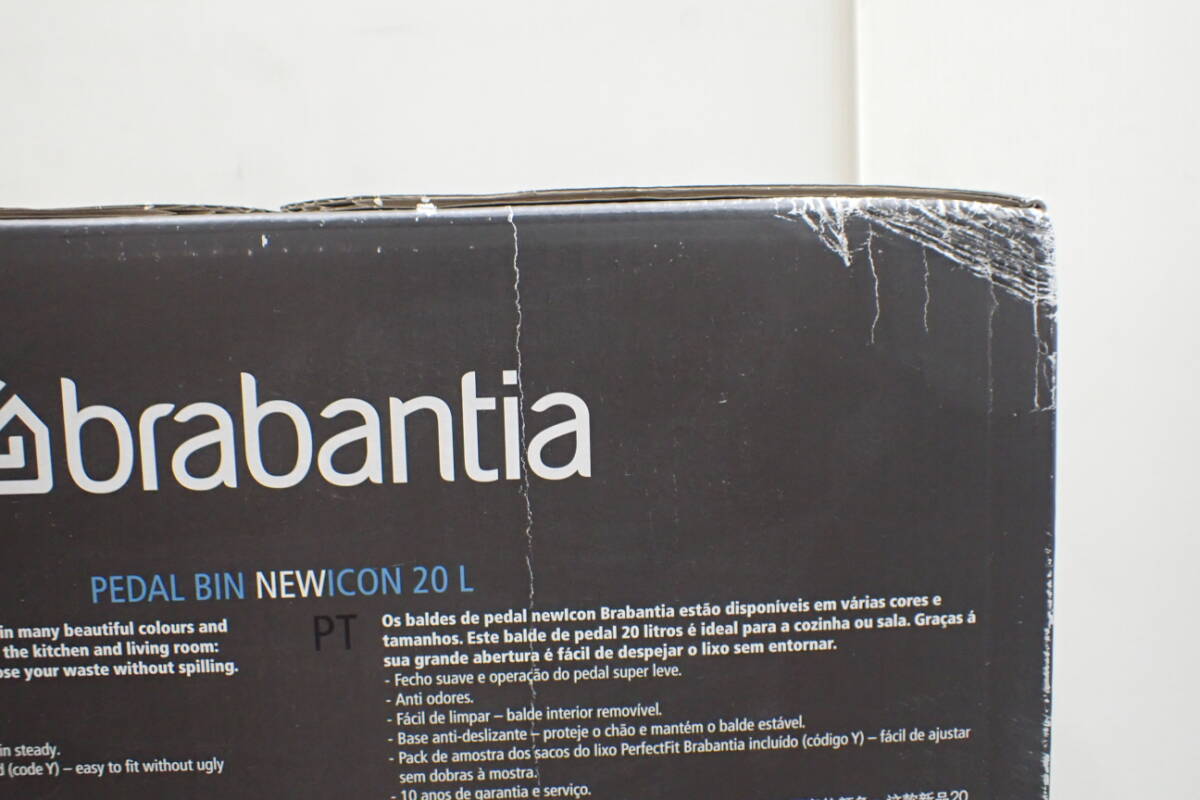 brabantia
PEDAL BIN NEWICON 20 L
in many beautiful colours and
the kitchen and living room:
your waste without spilling.
in steady.
(code Y) – easy to fit without ugly
PT
Os baldes de pedal newIcon Brabantia estão disponíveis em várias cores e
tamanhos. Este balde de pedal 20 litros é ideal para a cozinha ou sala. Graças á
sua grande abertura é fácil de despejar o lixo sem entornar.
- Fecho suave e operação do pedal super leve.
- Anti odores.
- Fácil de limpar – balde interior removível.
- Base anti-deslizante – proteje o chão e mantém o balde estável.
- Pack de amostra dos sacos do lixo PerfectFit Brabantia incluído (código Y) – fácil de ajustar
sem dobras à mostra.
- 10 anos de garantia e serviço.